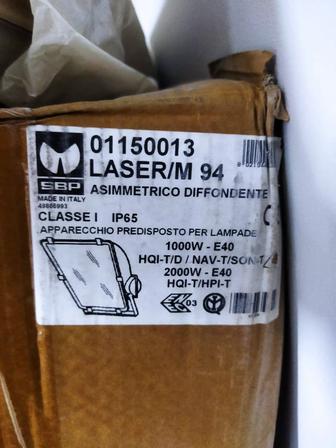 01150013
LASER/M 94
ASIMMETRICO DIFFONDENTE
SBP
MADE IN ITALY
CLASSE I IP65
APPARECCHIO PREDISPOSTO PER LAMPADE
1000W - E40
HQI-T/D / NAV-T/SON-T
2000W - E40
HQI-T/HPI-T
03